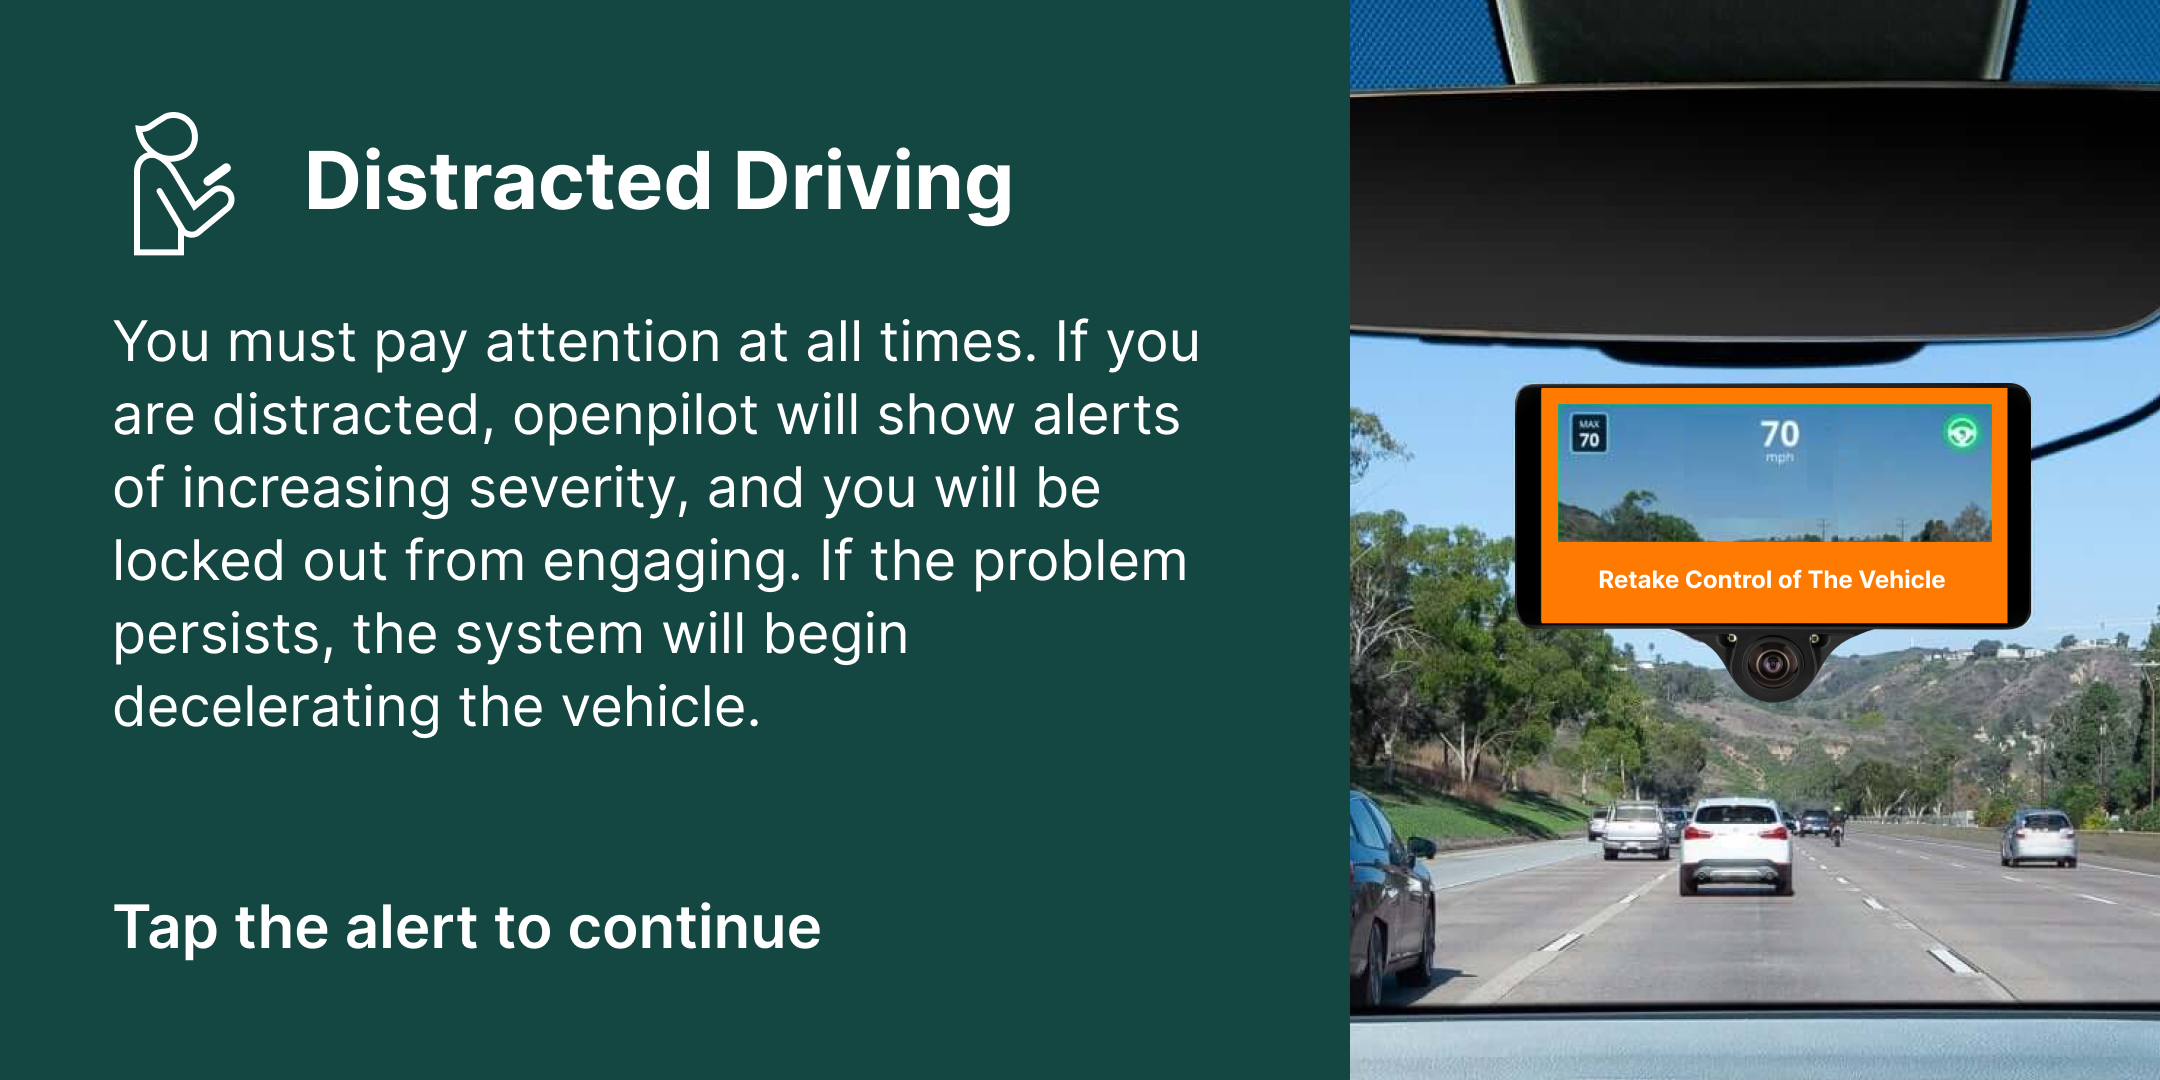 Distracted Driving
You must pay attention at all times. If you
are distracted, openpilot will show alerts
of increasing severity, and you will be
locked out from engaging. If the problem
persists, the system will begin
decelerating the vehicle.
Tap the alert to continue
MAX
70
70
mph
Retake Control of The Vehicle